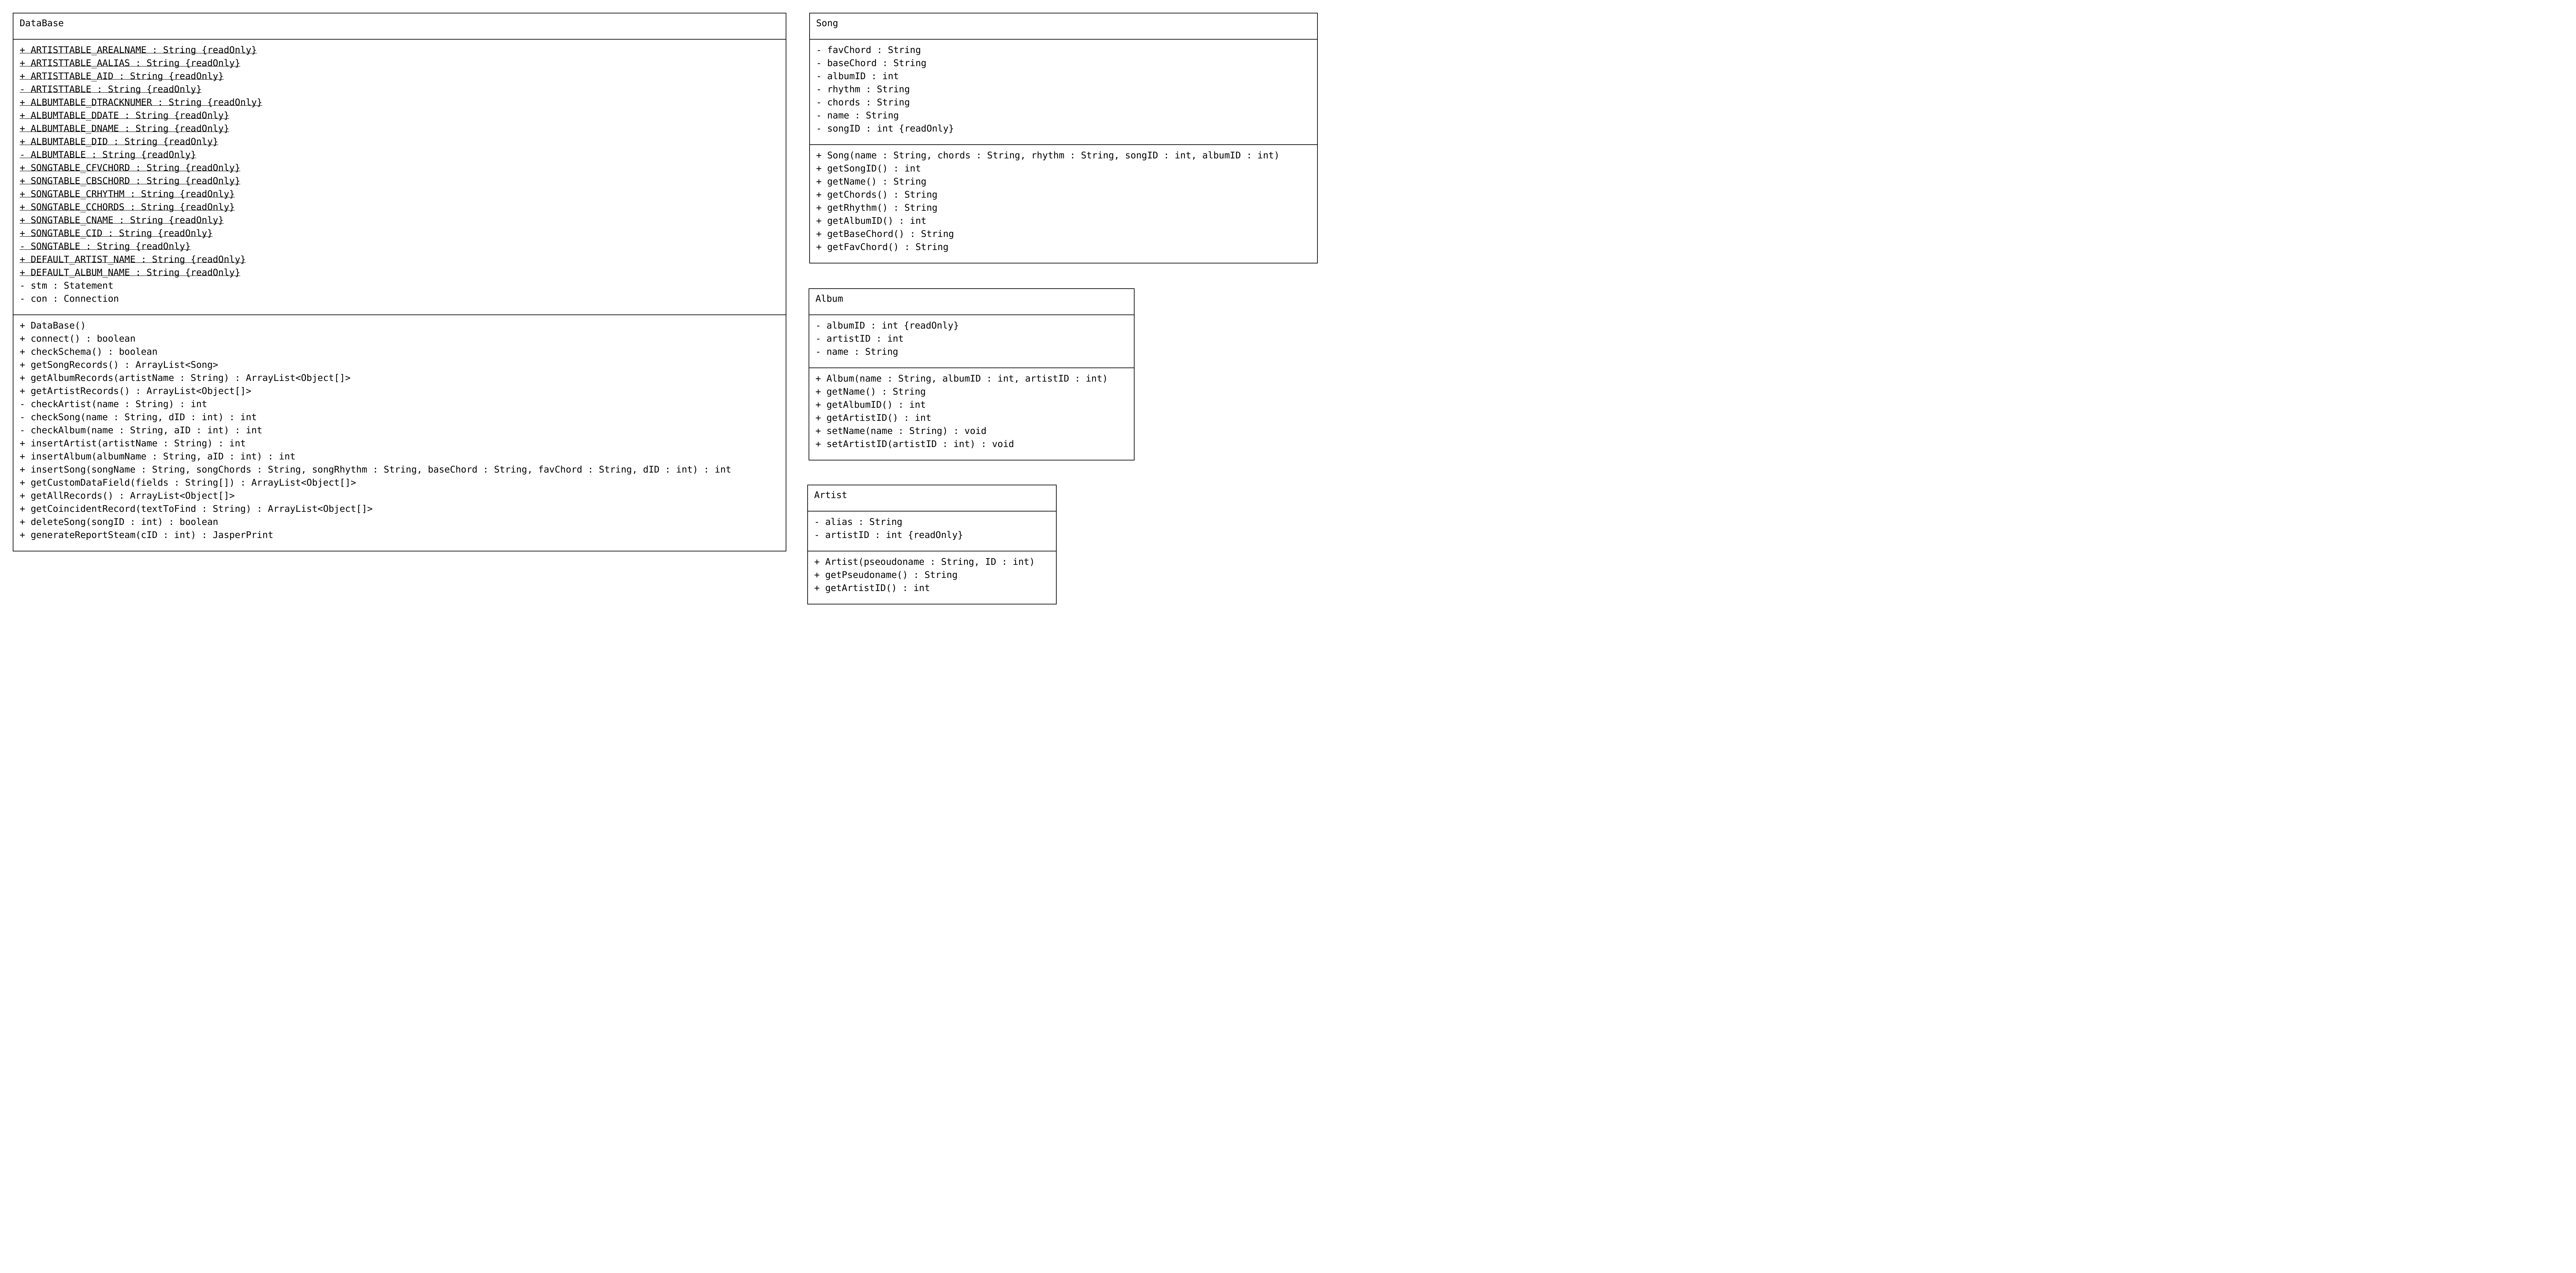 DataBase
+ ARTISTTABLE_AREALNAME : String {readOnly}
+ ARTISTTABLE_AALIAS : String {readOnly}
+ ARTISTTABLE_AID : String {readOnly}
- ARTISTTABLE : String {readOnly}
+ ALBUMTABLE_DTRACKNUMER : String {readOnly}
+ ALBUMTABLE_DDATE : String {readOnly}
+ ALBUMTABLE_DNAME : String {readOnly}
+ ALBUMTABLE_DID : String {readOnly}
- ALBUMTABLE : String {readOnly}
+ SONGTABLE_CFVCHORD : String {readOnly}
+ SONGTABLE_CBSCHORD : String {readOnly}
+ SONGTABLE_CRHYTHM : String {readOnly}
+ SONGTABLE_CCHORDS : String {readOnly}
+ SONGTABLE_CNAME : String {readOnly}
+ SONGTABLE_CID : String {readOnly}
- SONGTABLE : String {readOnly}
+ DEFAULT_ARTIST_NAME : String {readOnly}
+ DEFAULT_ALBUM_NAME : String {readOnly}
- stm : Statement
- con : Connection
+ DataBase()
+ connect() : boolean
+ checkSchema() : boolean
+ getSongRecords() : ArrayList<Song>
+ getAlbumRecords(artistName : String) : ArrayList<Object[]>
+ getArtistRecords() : ArrayList<Object[]>
- checkArtist(name : String) : int
- checkSong(name : String, dID : int) : int
- checkAlbum(name : String, aID : int) : int
+ insertArtist(artistName : String) : int
+ insertAlbum(albumName : String, aID : int) : int
+ insertSong(songName : String, songChords : String, songRhythm : String, baseChord : String, favChord : String, dID : int) : int
+ getCustomDataField(fields : String[]) : ArrayList<Object[]>
+ getAllRecords() : ArrayList<Object[]>
+ getCoincidentRecord(textToFind : String) : ArrayList<Object[]>
+ deleteSong(songID : int) : boolean
+ generateReportSteam(cID : int) : JasperPrint
Song
- favChord : String
- baseChord : String
- albumID : int
- rhythm : String
- chords : String
- name : String
- songID : int {readOnly}
+ Song(name : String, chords : String, rhythm : String, songID : int, albumID : int)
+ getSongID() : int
+ getName() : String
+ getChords() : String
+ getRhythm() : String
+ getAlbumID() : int
+ getBaseChord() : String
+ getFavChord() : String
Album
- albumID : int {readOnly}
- artistID : int
- name : String
+ Album(name : String, albumID : int, artistID : int)
+ getName() : String
+ getAlbumID() : int
+ getArtistID() : int
+ setName(name : String) : void
+ setArtistID(artistID : int) : void
Artist
- alias : String
- artistID : int {readOnly}
+ Artist(pseoudoname : String, ID : int)
+ getPseudoname() : String
+ getArtistID() : int